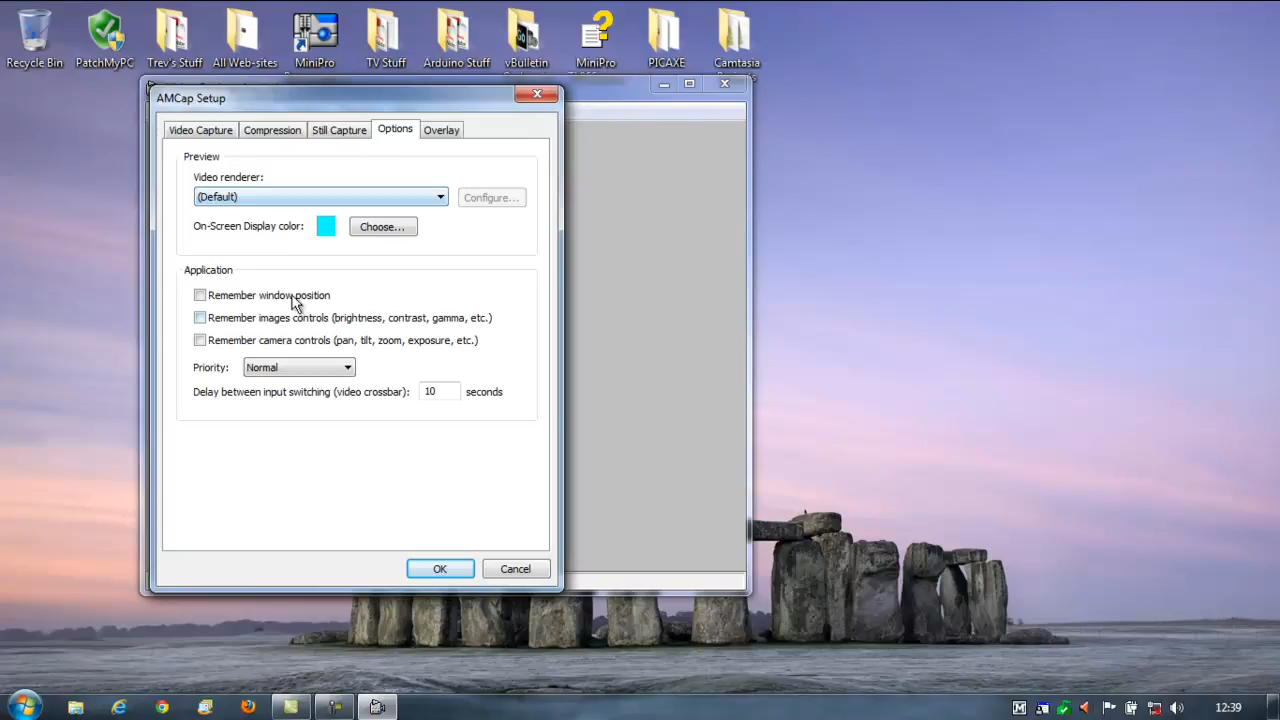 Recycle Bin
PatchMyPC
Trev's Stuff
All Web-sites
MiniPro
TV Stuff
Arduino Stuff
vBulletin
MiniPro
PICAXE
Camtasia
AMCap Setup
Video Capture
Compression
Still Capture
Options
Overlay
Preview
Video renderer:
(Default)
Configure...
On-Screen Display color:
Choose...
Application
Remember window position
Remember images controls (brightness, contrast, gamma, etc.)
Remember camera controls (pan, tilt, zoom, exposure, etc.)
Priority:
Normal
Delay between input switching (video crossbar):
10
seconds
OK
Cancel
12:39